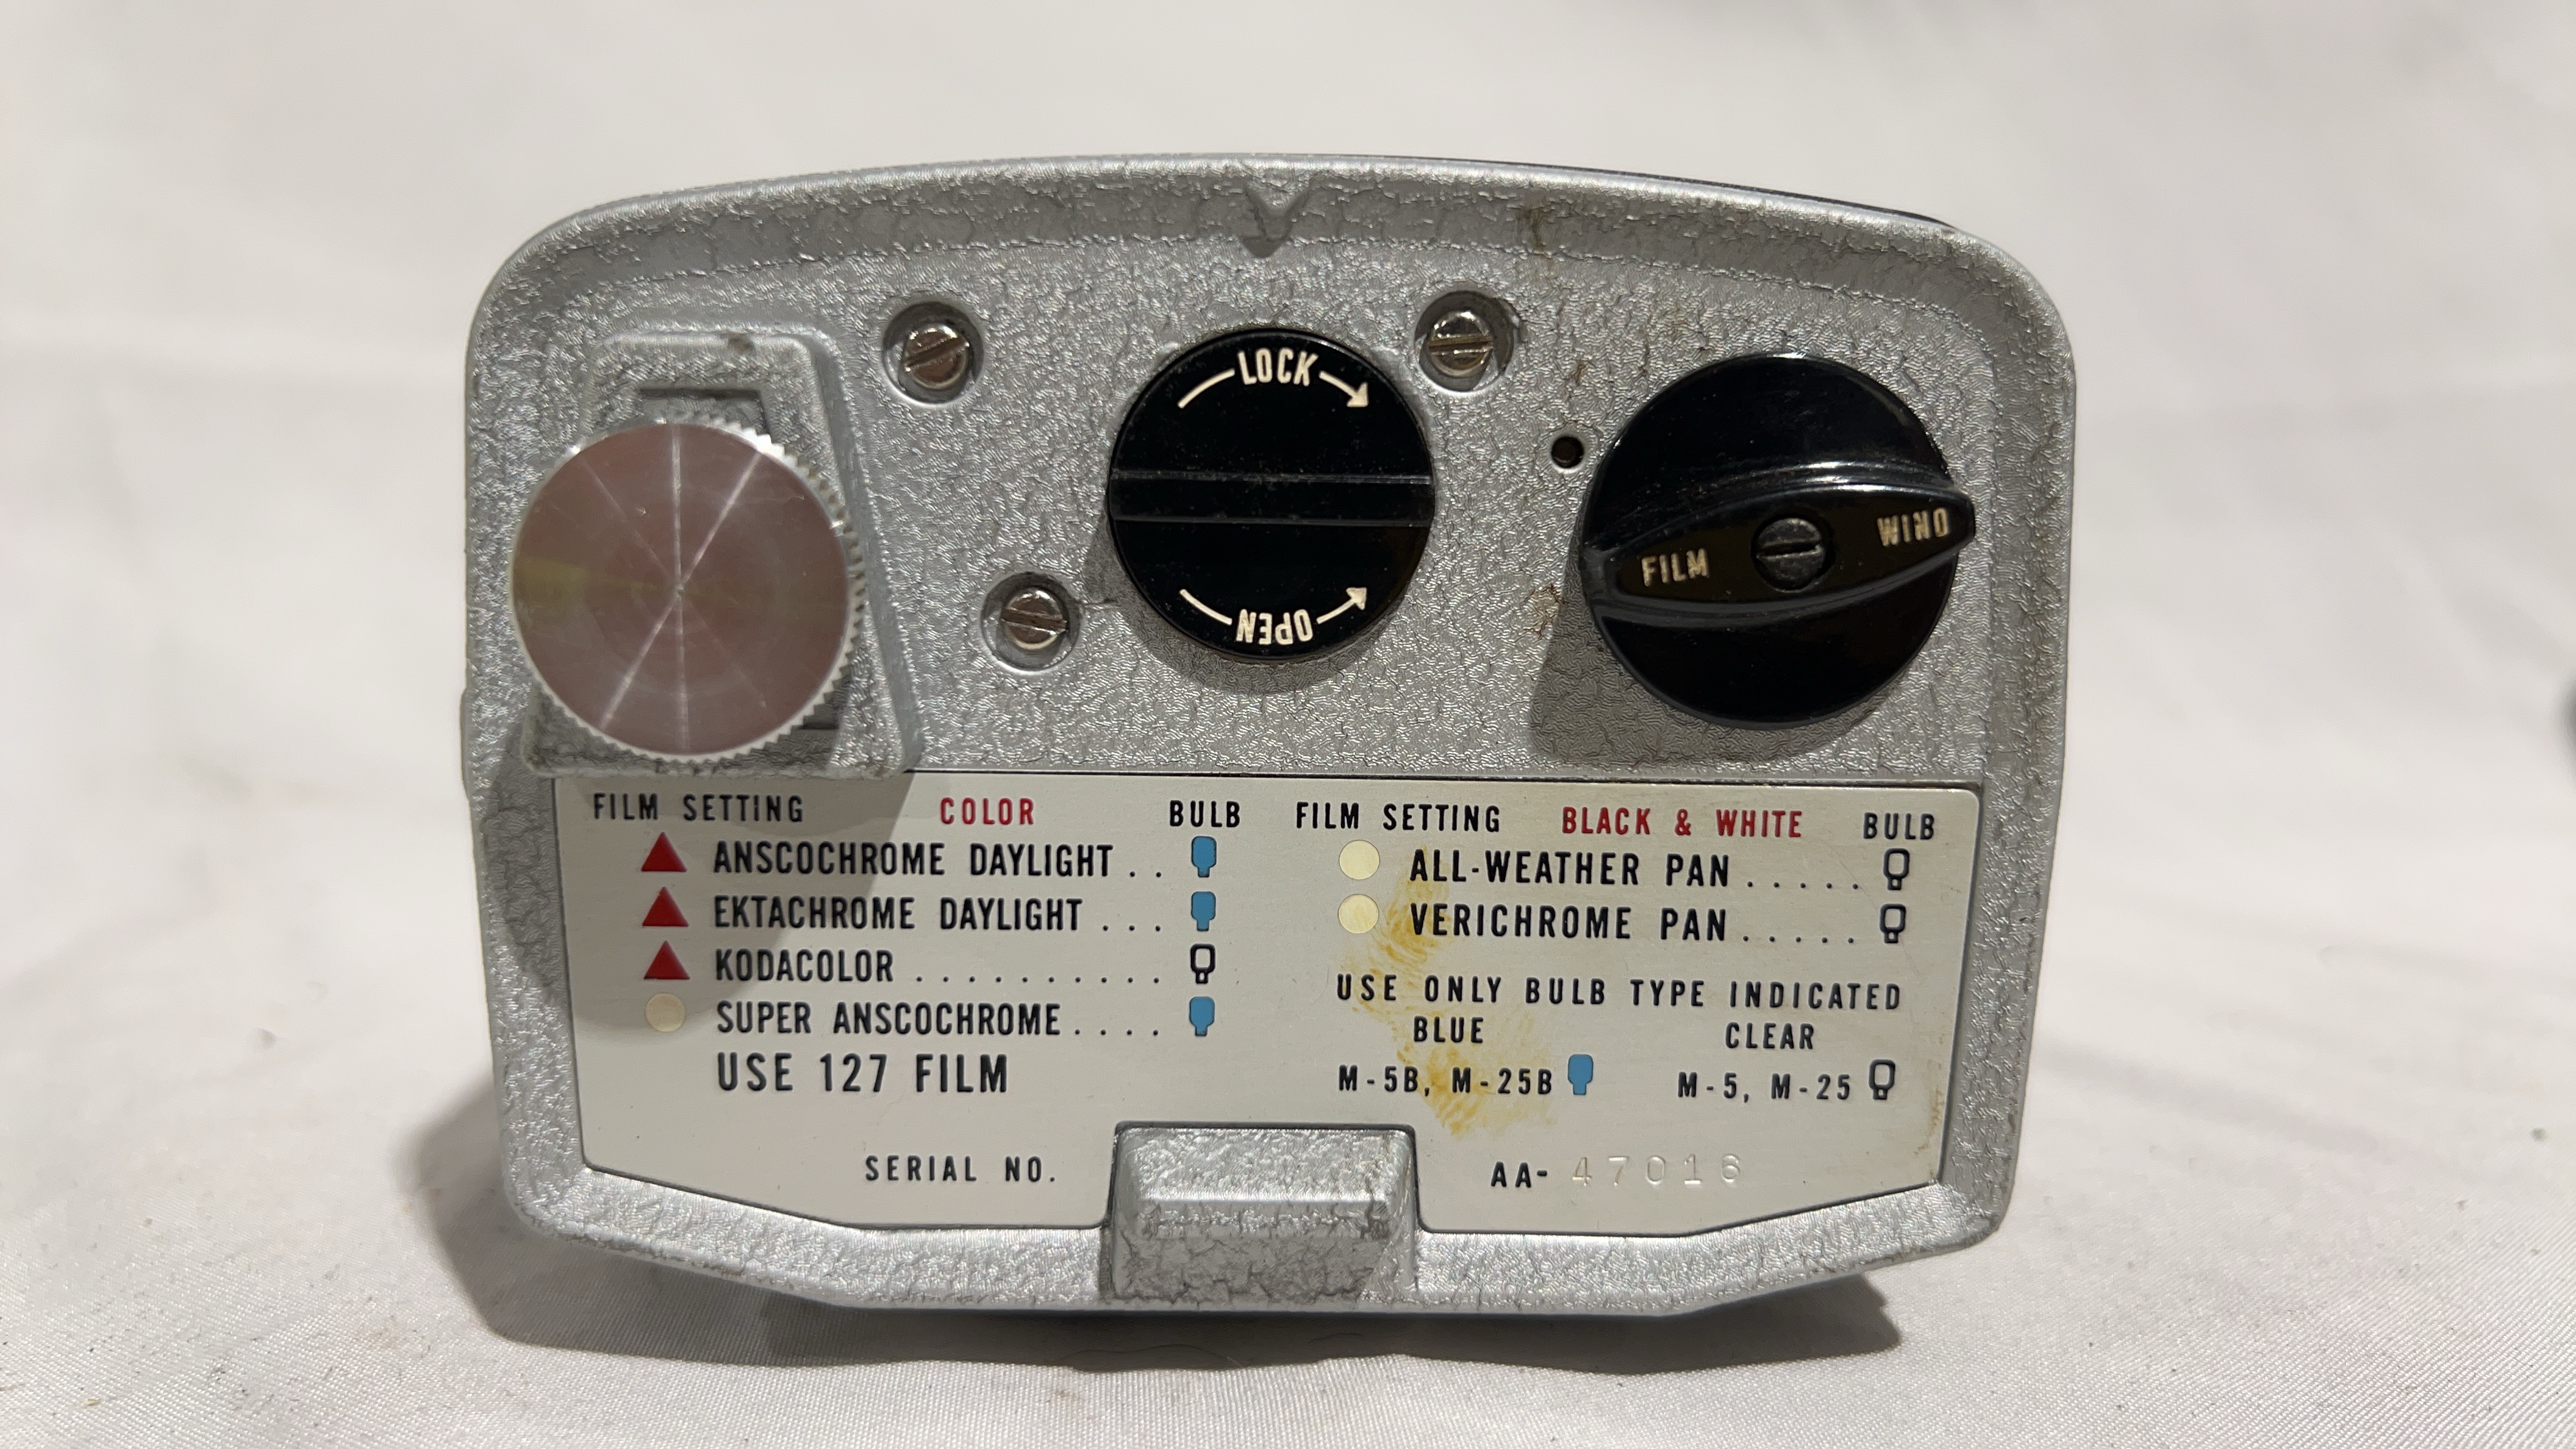 LOCK
OPEN
FILM WIND
FILM SETTING COLOR BULB
ANSCOCHROME DAYLIGHT . .
EKTACHROME DAYLIGHT . . .
KODACOLOR . . . . . . . . . .
SUPER ANSCOCHROME . . . .
USE 127 FILM
FILM SETTING BLACK & WHITE BULB
ALL-WEATHER PAN . . . . .
VERICHROME PAN . . . . .
USE ONLY BULB TYPE INDICATED
BLUE CLEAR
M-5B, M-25B M-5, M-25
SERIAL NO. AA- 47016